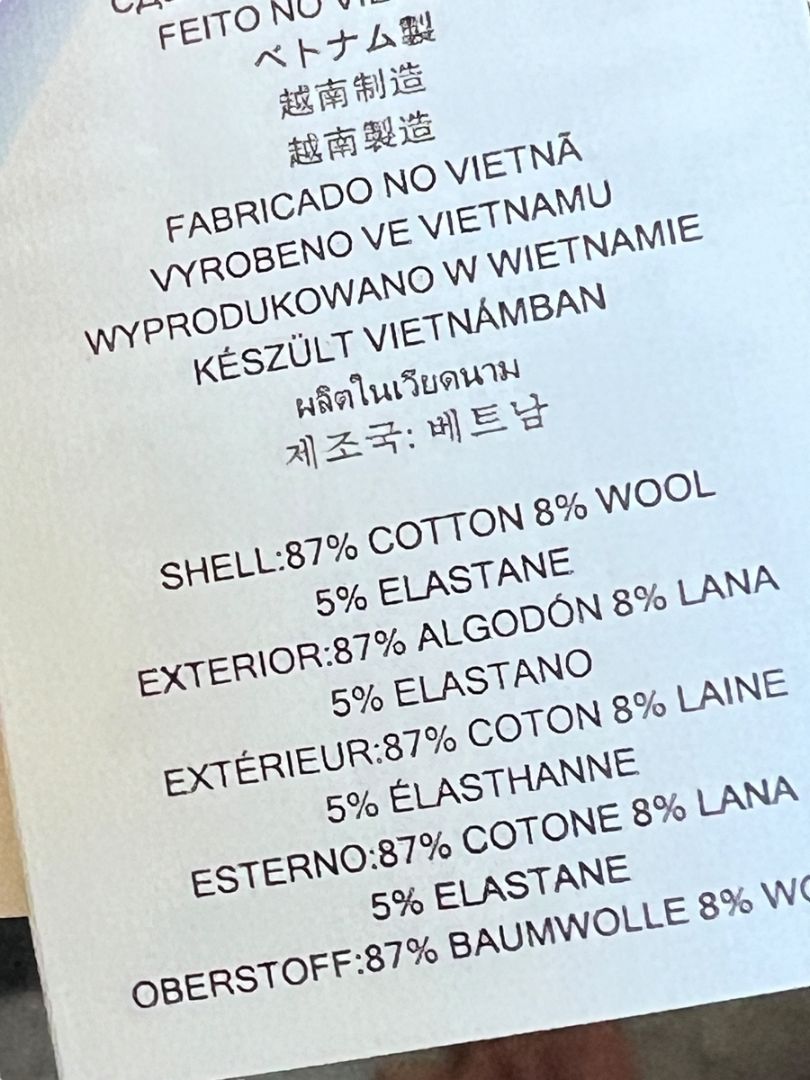 FEITO NO
ベトナム製
越南制造
越南製造
FABRICADO NO VIETNÃ
VYROBENO VE VIETNAMU
WYPRODUKOWANO W WIETNAMIE
KÉSZÜLT VIETNÁMBAN
ผลิตในเวียดนาม
제조국: 베트남
SHELL:87% COTTON 8% WOOL
5% ELASTANE
EXTERIOR:87% ALGODÓN 8% LANA
5% ELASTANO
EXTÉRIEUR:87% COTON 8% LAINE
5% ÉLASTHANNE
ESTERNO:87% COTONE 8% LANA
5% ELASTANE
OBERSTOFF:87% BAUMWOLLE 8%